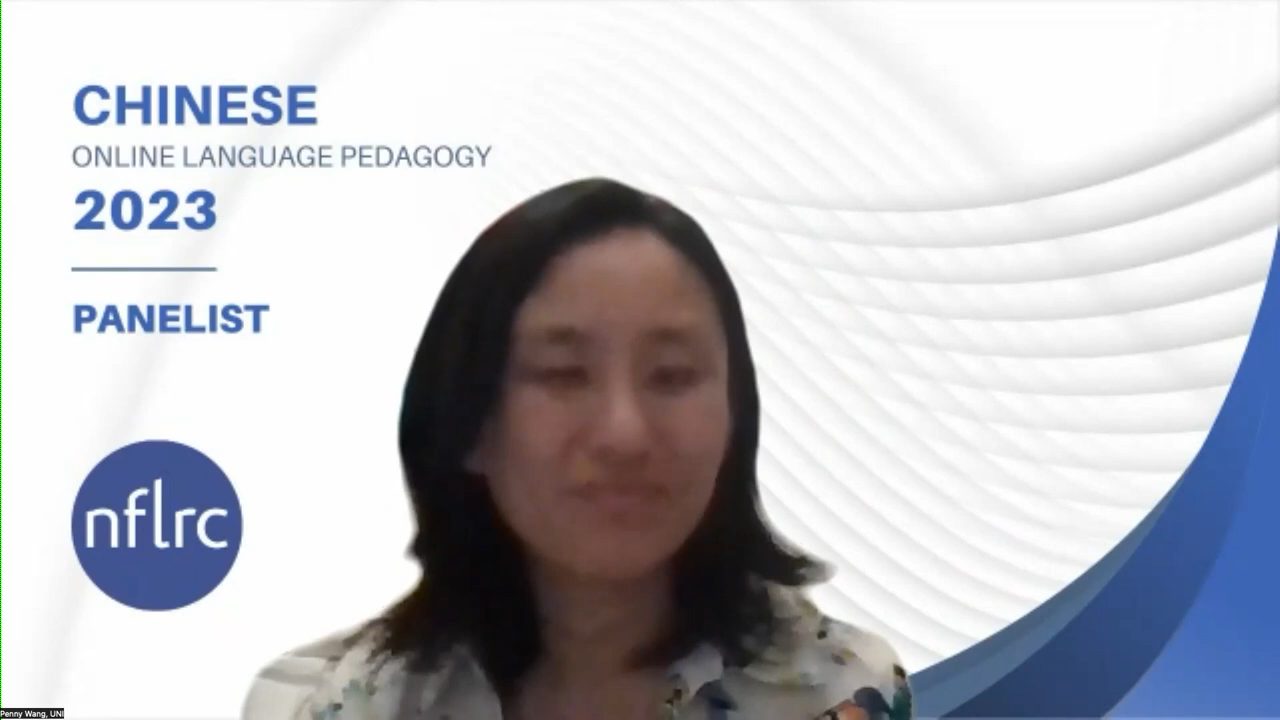 CHINESE
ONLINE LANGUAGE PEDAGOGY
2023
PANELIST
nflrc
Penny Wang, UNI